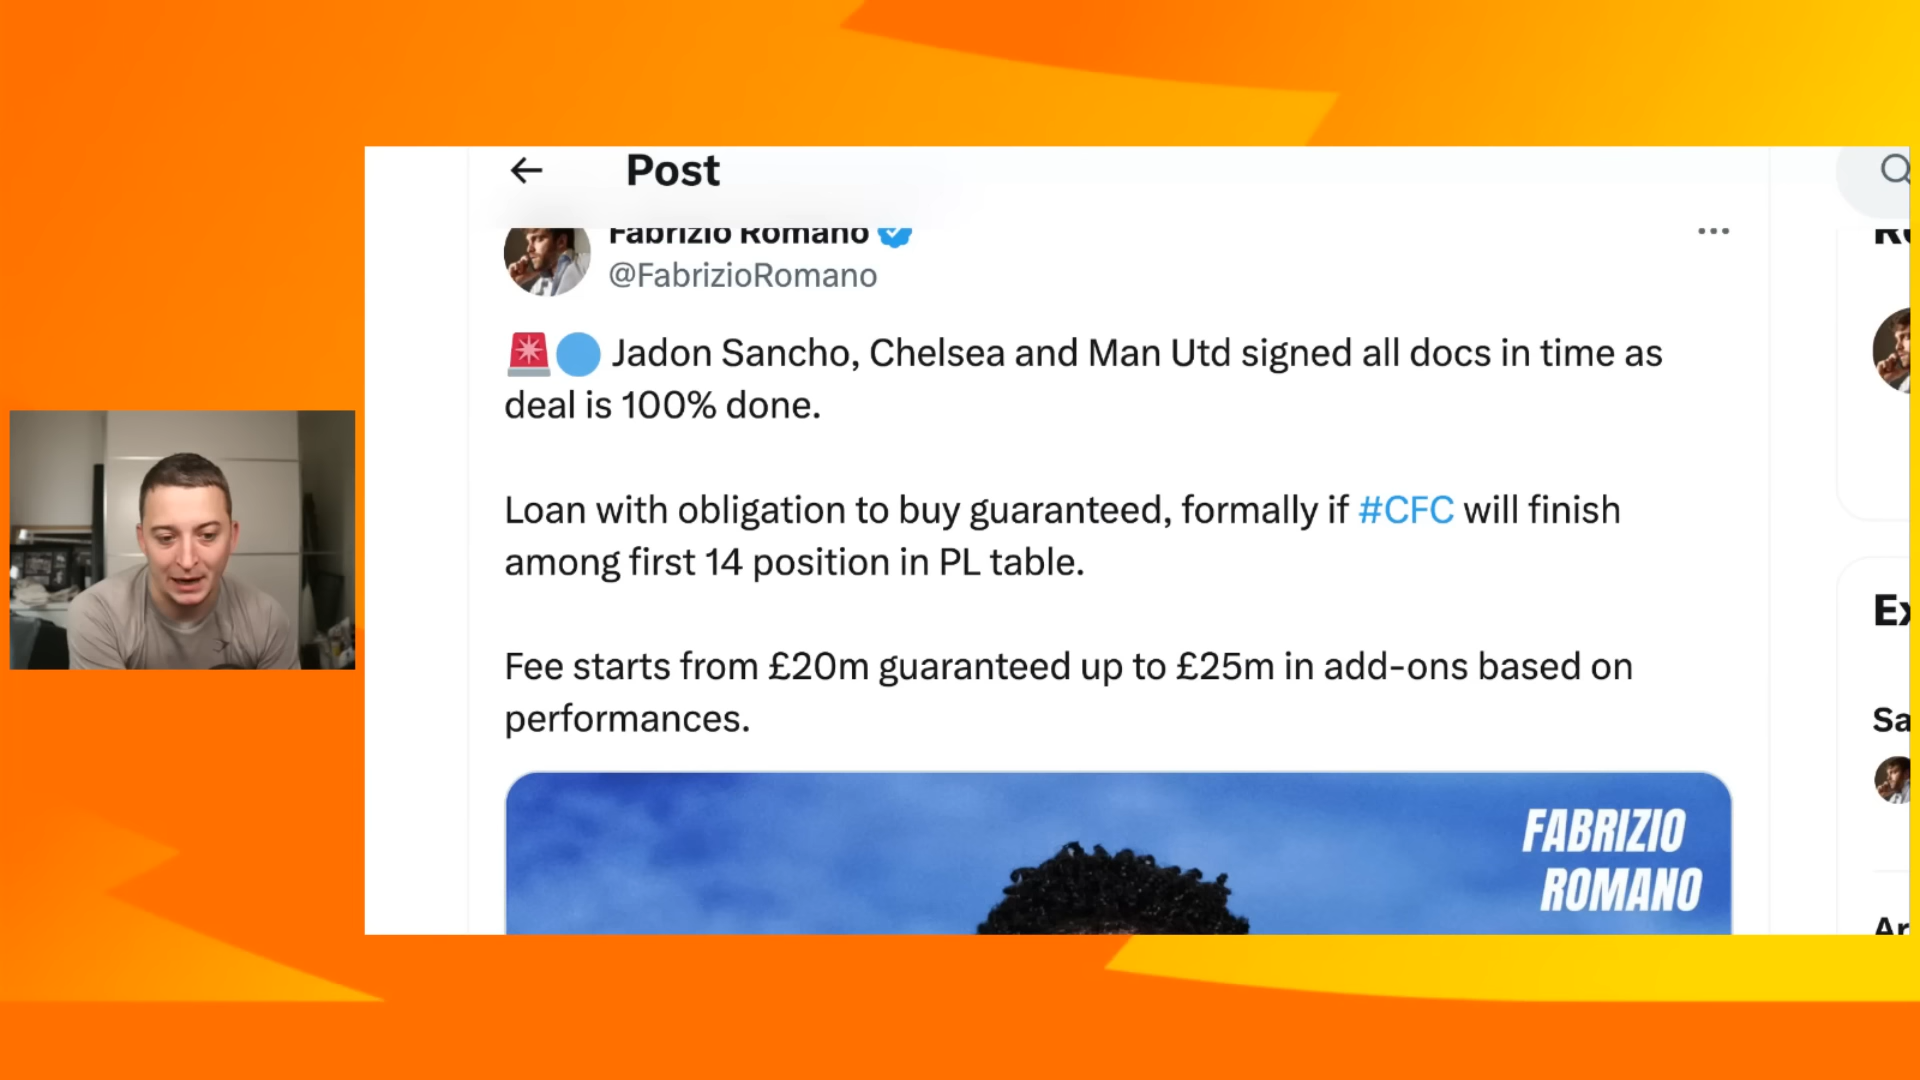 Post
Fabrizio Romano
@FabrizioRomano
Jadon Sancho, Chelsea and Man Utd signed all docs in time as
deal is 100% done.
Loan with obligation to buy guaranteed, formally if #CFC will finish
among first 14 position in PL table.
Fee starts from £20m guaranteed up to £25m in add-ons based on
performances.
FABRIZIO
ROMANO
Sa